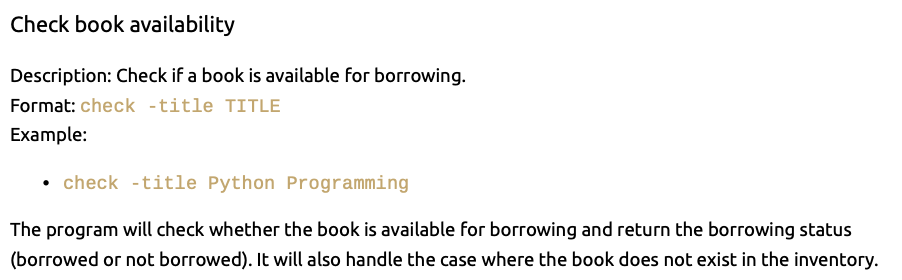 Check book availability
Description: Check if a book is available for borrowing.
Format: check -title TITLE
Example:
• check -title Python Programming
The program will check whether the book is available for borrowing and return the borrowing status
(borrowed or not borrowed). It will also handle the case where the book does not exist in the inventory.